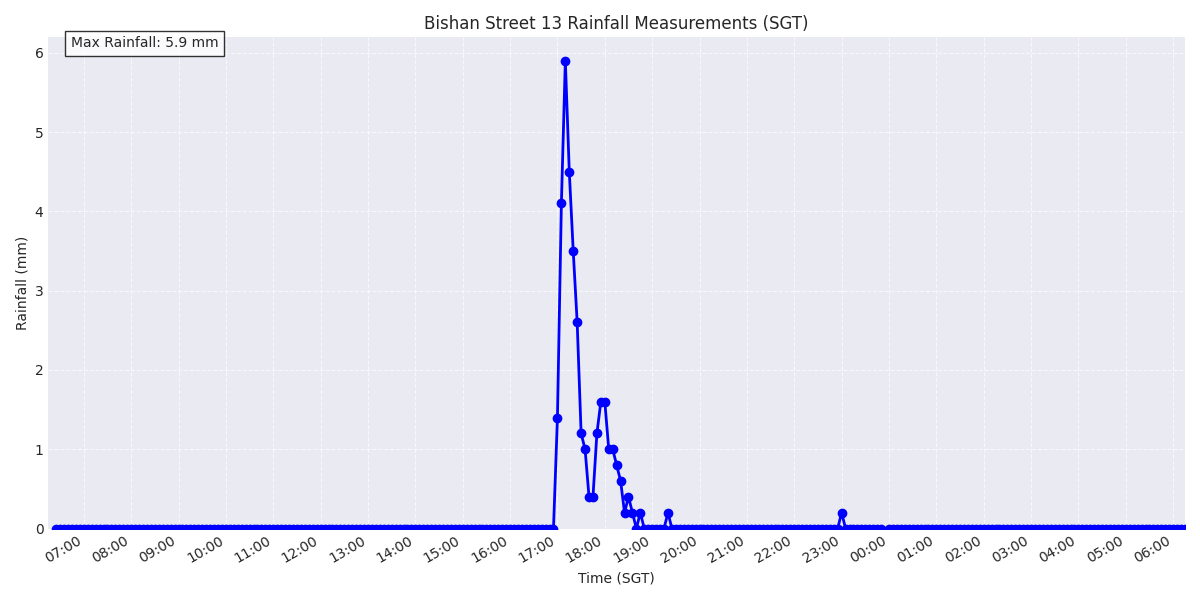 Bishan Street 13 Rainfall Measurements (SGT)
Max Rainfall: 5.9 mm
6
5
4
3
2
1
0
Rainfall (mm)
07:00 08:00 09:00 10:00 11:00 12:00 13:00 14:00 15:00 16:00 17:00 18:00 19:00 20:00 21:00 22:00 23:00 00:00 01:00 02:00 03:00 04:00 05:00 06:00
Time (SGT)